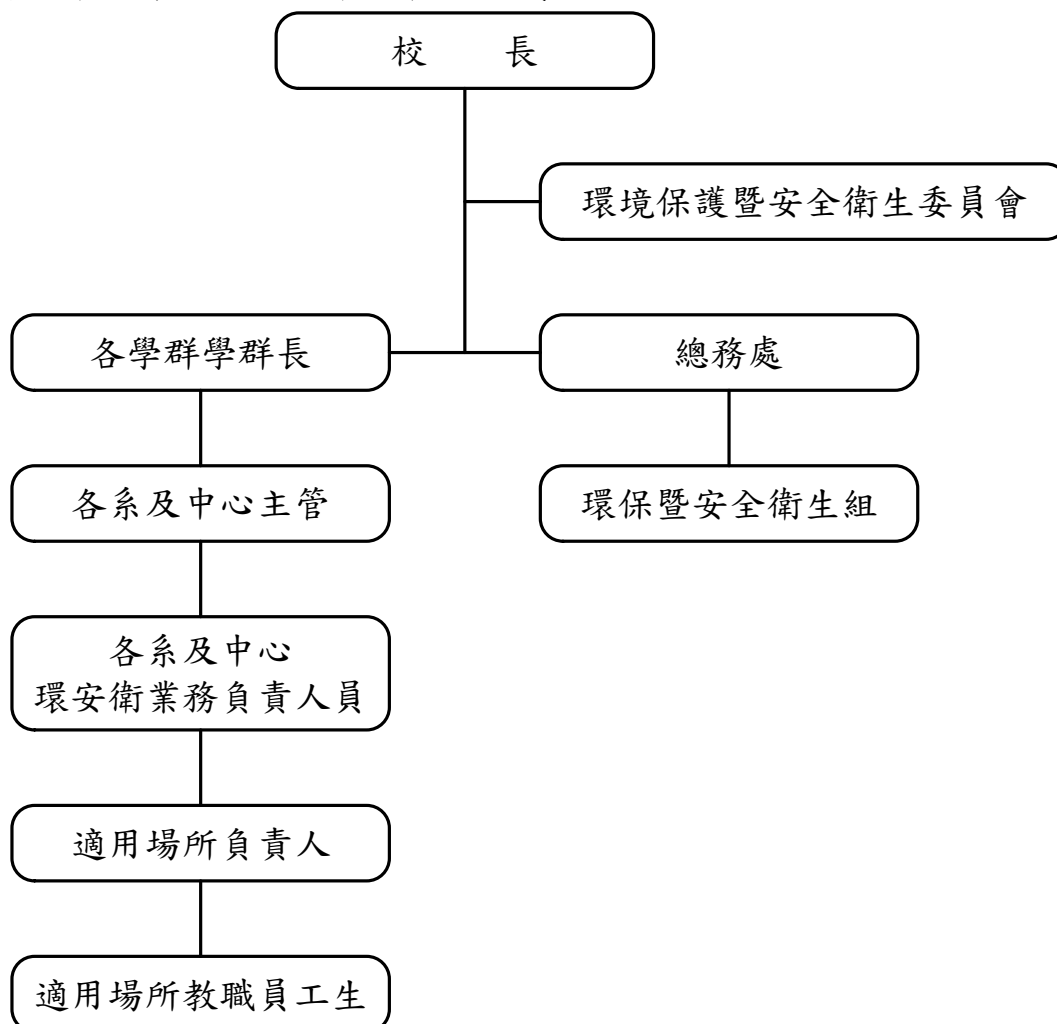 校 長
環境保護暨安全衛生委員會
各學群學群長
總務處
各系及中心主管
環保暨安全衛生組
各系及中心
環安衛業務負責人員
適用場所負責人
適用場所教職員工生